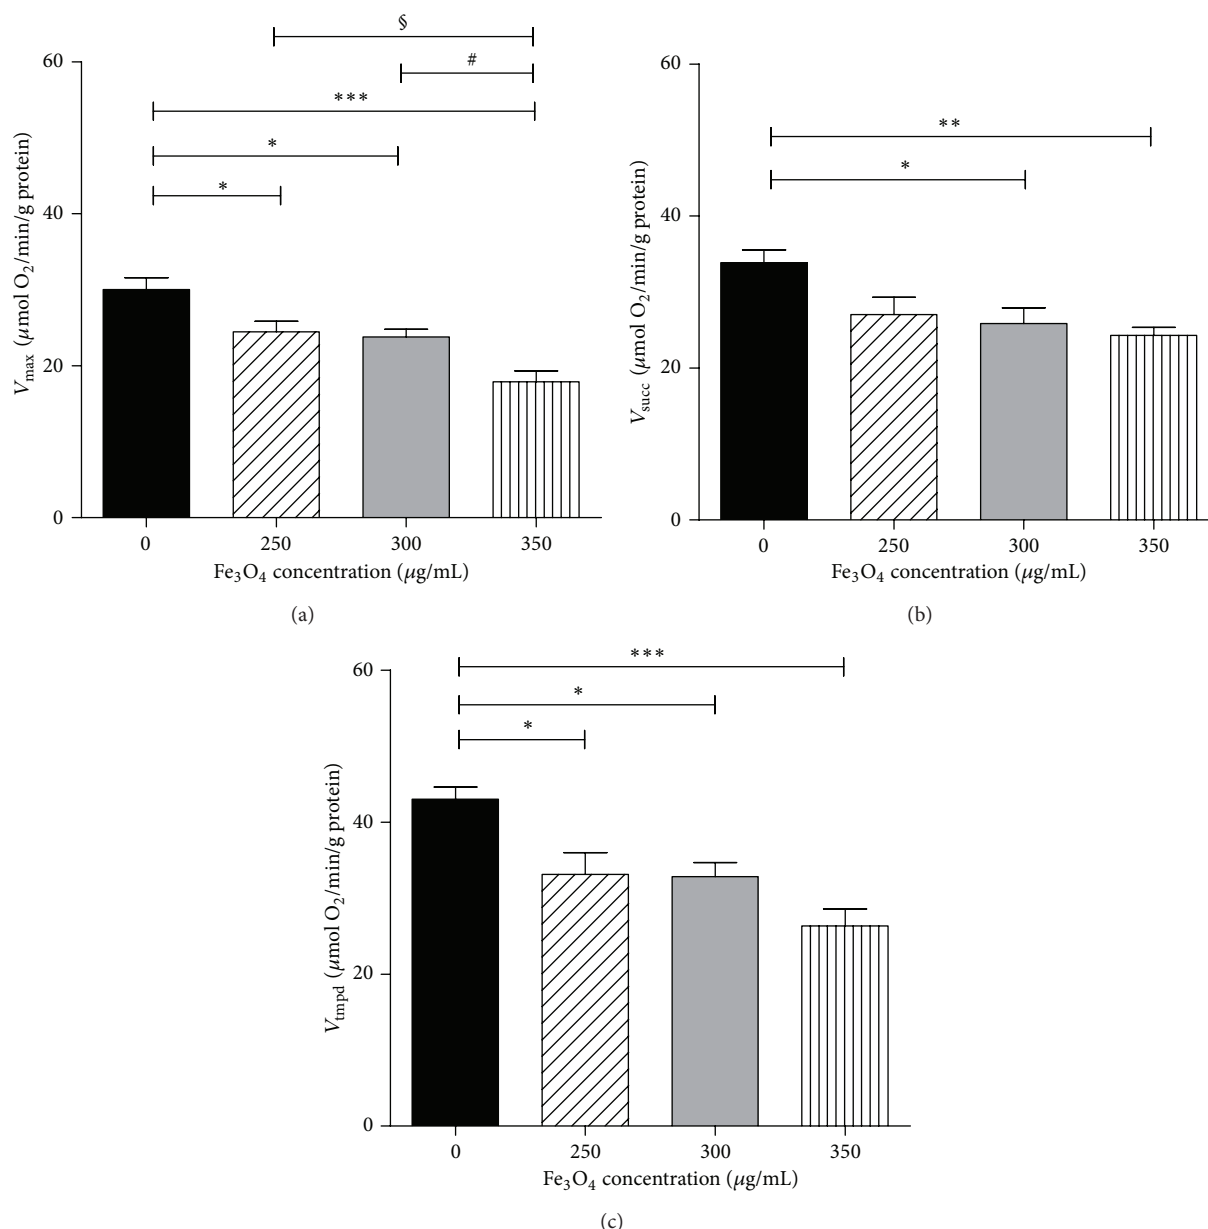 §
#
***
*
*
60
40
20
0
V_max (μmol O₂/min/g protein)
0 250 300 350
Fe₃O₄ concentration (μg/mL)
(a)
**
*
60
40
20
0
V_succ (μmol O₂/min/g protein)
0 250 300 350
Fe₃O₄ concentration (μg/mL)
(b)
***
*
*
60
40
20
0
V_tmpd (μmol O₂/min/g protein)
0 250 300 350
Fe₃O₄ concentration (μg/mL)
(c)